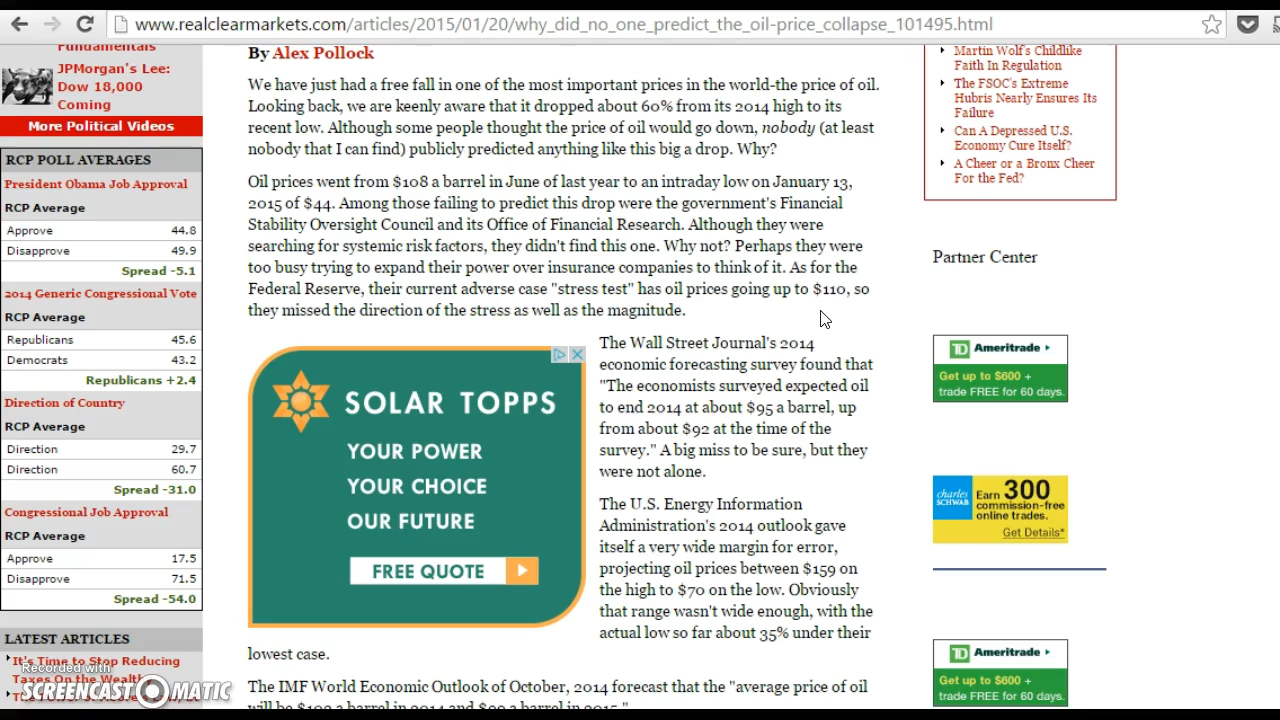 www.realclearmarkets.com/articles/2015/01/20/why_did_no_one_predict_the_oil-price_collapse_101495.html
Fundamentals
JPMorgan's Lee:
Dow 18,000
Coming
More Political Videos
RCP POLL AVERAGES
President Obama Job Approval
RCP Average
Approve 44.8
Disapprove 49.9
Spread -5.1
2014 Generic Congressional Vote
RCP Average
Republicans 45.6
Democrats 43.2
Republicans +2.4
Direction of Country
RCP Average
Direction 29.7
Direction 60.7
Spread -31.0
Congressional Job Approval
RCP Average
Approve 17.5
Disapprove 71.5
Spread -54.0
LATEST ARTICLES
It's Time to Stop Reducing
Taxes On the Wealthy
Recorded with
SCREENCAST MATIC
By Alex Pollock
We have just had a free fall in one of the most important prices in the world-the price of oil.
Looking back, we are keenly aware that it dropped about 60% from its 2014 high to its
recent low. Although some people thought the price of oil would go down, nobody (at least
nobody that I can find) publicly predicted anything like this big a drop. Why?
Oil prices went from $108 a barrel in June of last year to an intraday low on January 13,
2015 of $44. Among those failing to predict this drop were the government's Financial
Stability Oversight Council and its Office of Financial Research. Although they were
searching for systemic risk factors, they didn't find this one. Why not? Perhaps they were
too busy trying to expand their power over insurance companies to think of it. As for the
Federal Reserve, their current adverse case "stress test" has oil prices going up to $110, so
they missed the direction of the stress as well as the magnitude.
SOLAR TOPPS
YOUR POWER
YOUR CHOICE
OUR FUTURE
FREE QUOTE
The Wall Street Journal's 2014
economic forecasting survey found that
"The economists surveyed expected oil
to end 2014 at about $95 a barrel, up
from about $92 at the time of the
survey." A big miss to be sure, but they
were not alone.
The U.S. Energy Information
Administration's 2014 outlook gave
itself a very wide margin for error,
projecting oil prices between $159 on
the high to $70 on the low. Obviously
that range wasn't wide enough, with the
actual low so far about 35% under their
lowest case.
The IMF World Economic Outlook of October, 2014 forecast that the "average price of oil
will be $103 a barrel in 2014 and $99 a barrel in 2015."
Martin Wolf's Childlike
Faith In Regulation
The FSOC's Extreme
Hubris Nearly Ensures Its
Failure
Can A Depressed U.S.
Economy Cure Itself?
A Cheer or a Bronx Cheer
For the Fed?
Partner Center
TD Ameritrade
Get up to $600 +
trade FREE for 60 days.
charles SCHWAB
Earn 300
commission-free
online trades.
Get Details*
TD Ameritrade
Get up to $600 +
trade FREE for 60 days.